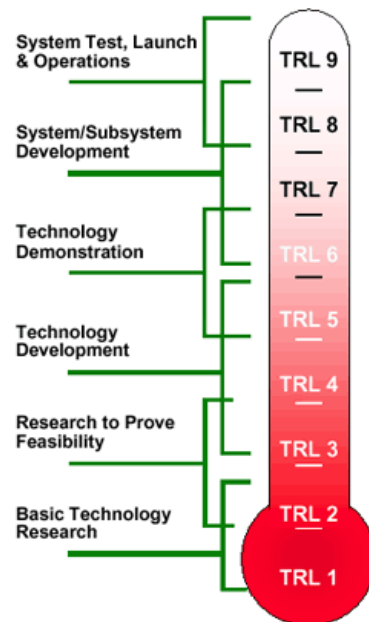 System Test, Launch
& Operations
System/Subsystem
Development
Technology
Demonstration
Technology
Development
Research to Prove
Feasibility
Basic Technology
Research
TRL 9
TRL 8
TRL 7
TRL 6
TRL 5
TRL 4
TRL 3
TRL 2
TRL 1